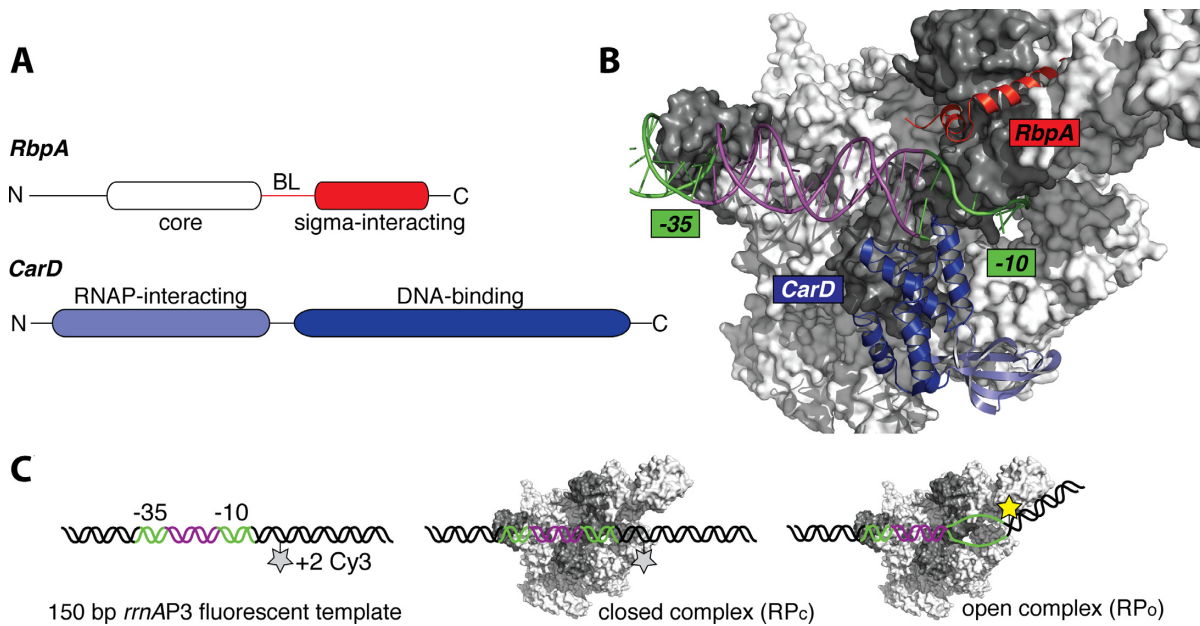 A
RbpA
N
BL
C
core
sigma-interacting
CarD
RNAP-interacting
DNA-binding
N
C
B
RbpA
-35
-10
CarD
C
-35
-10
+2 Cy3
150 bp rrnAP3 fluorescent template
closed complex (RPc)
open complex (RPo)